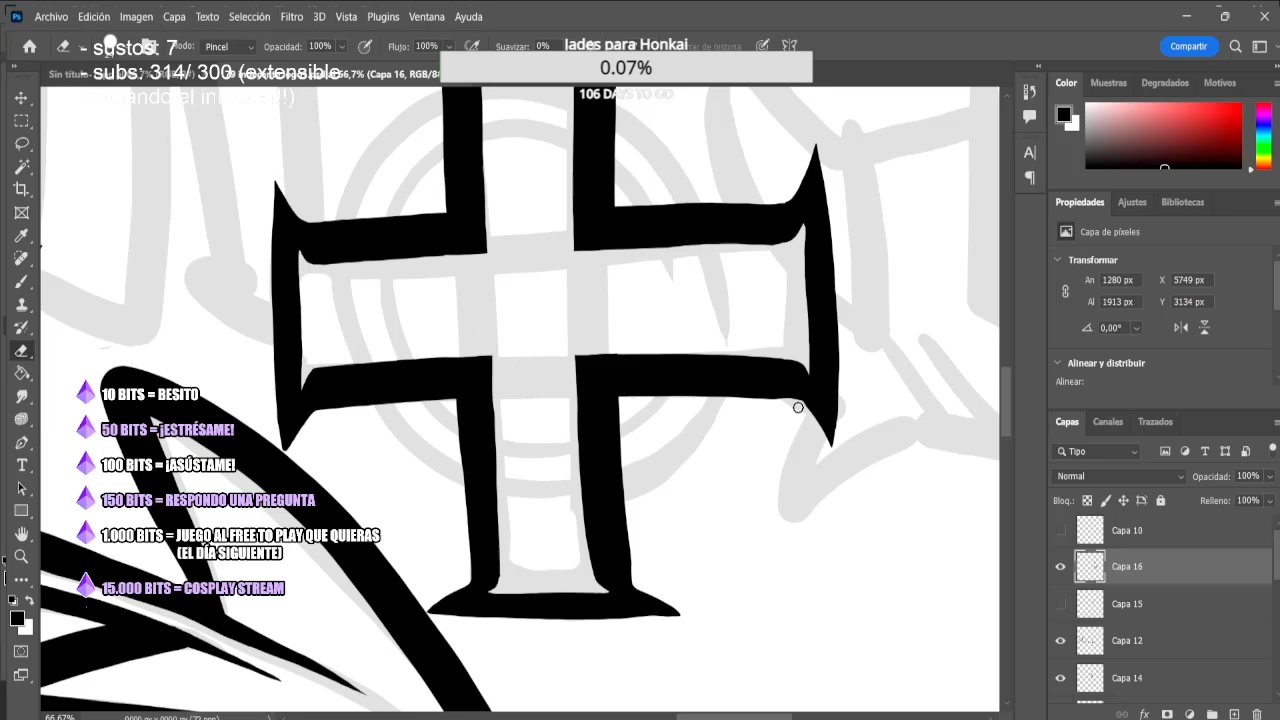 Archivo Edición Imagen Capa Texto Selección Filtro 3D Vista Plugins Ventana Ayuda
- sustos: 7
Modo: Pincel Opacidad: 100% Flujo: 100% Suavizar: 0%
lades para Honkai
Compartir
- subs: 314/ 300 (extensible
0.07%
106 DAYS TO GO
Color Muestras Degradados Motivos
Propiedades Ajustes Bibliotecas
Capa de píxeles
Transformar
An 1280 px X 5749 px
Al 1913 px Y 3134 px
0,00°
Alinear y distribuir
Alinear:
10 BITS = BESITO
50 BITS = ¡ESTRÉSAME!
100 BITS = ¡ASÚSTAME!
150 BITS = RESPONDO UNA PREGUNTA
1.000 BITS = JUEGO AL FREE TO PLAY QUE QUIERAS
(EL DÍA SIGUIENTE)
15.000 BITS = COSPLAY STREAM
Capas Canales Trazados
Tipo
Normal Opacidad: 100%
Bloq.: Relleno: 100%
Capa 10
Capa 16
Capa 15
Capa 12
Capa 14
66,67%